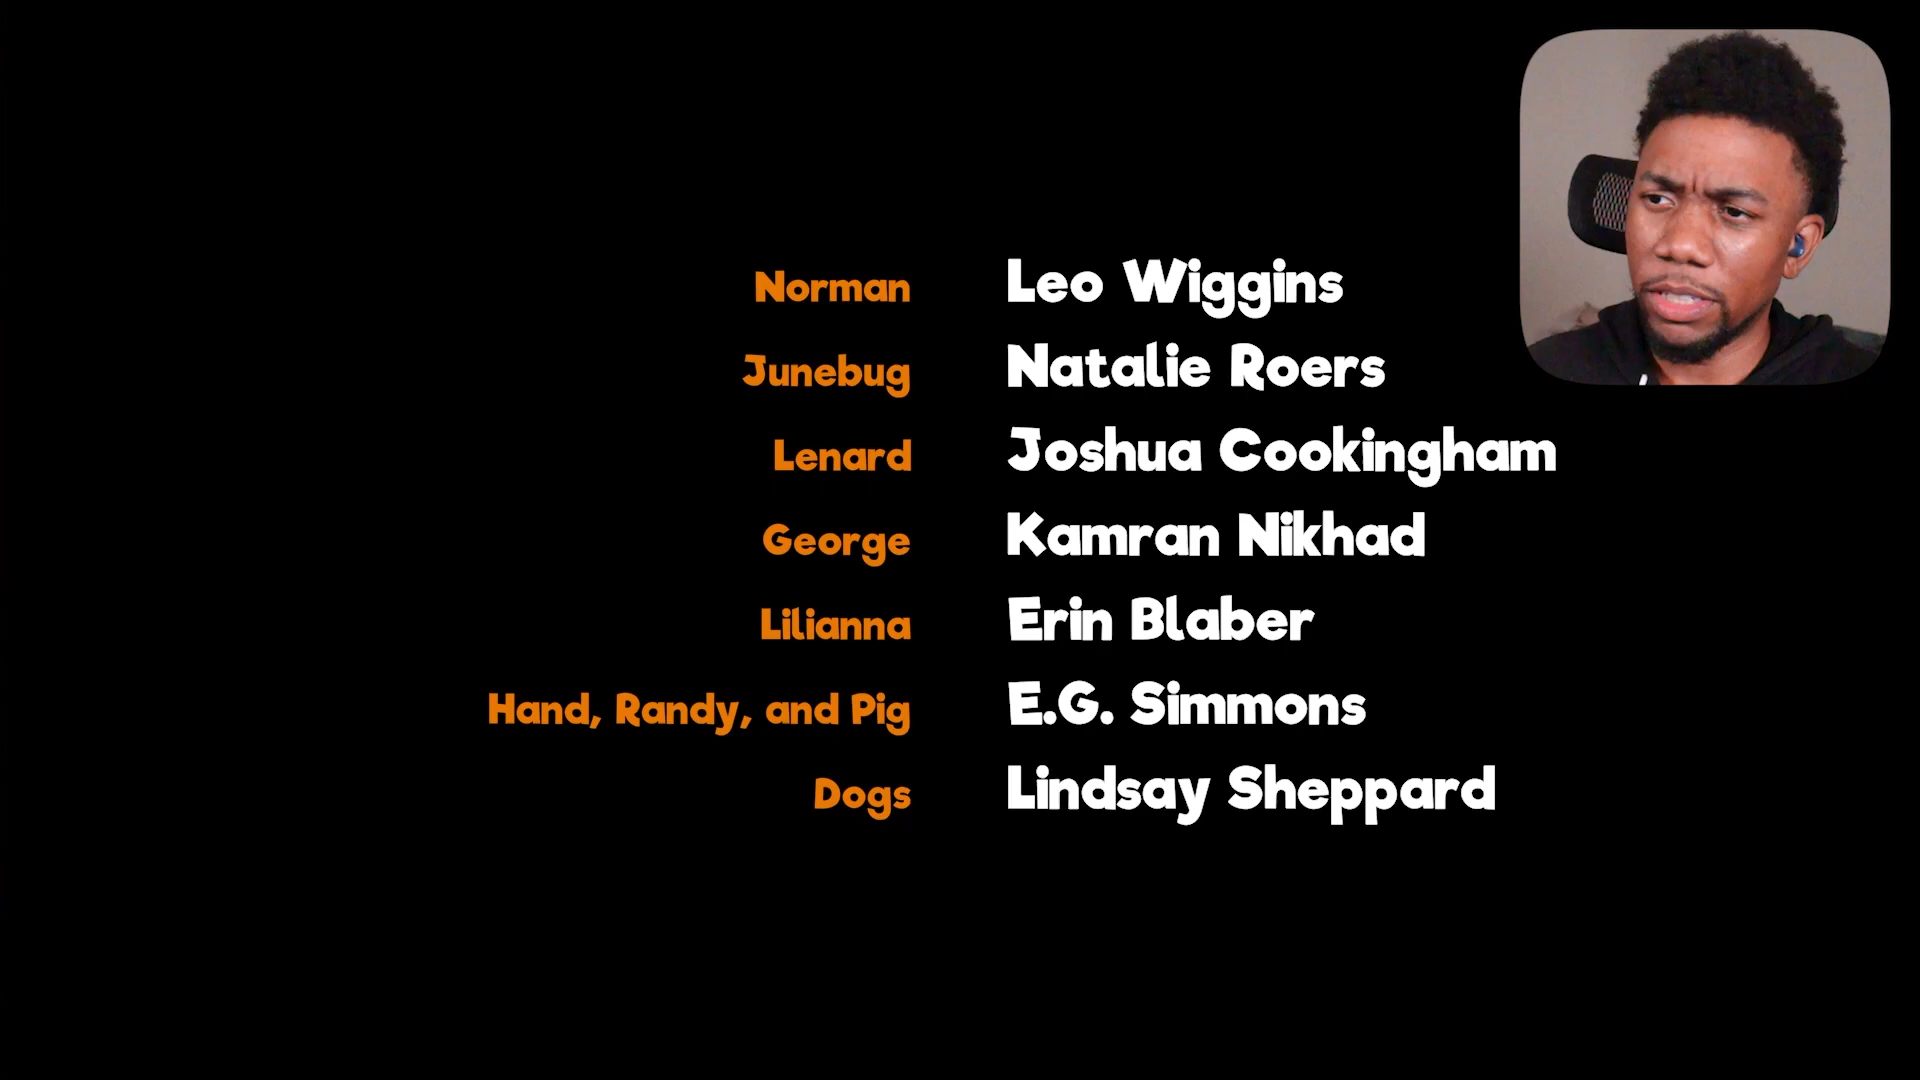 Norman Leo Wiggins
Junebug Natalie Roers
Lenard Joshua Cookingham
George Kamran Nikhad
Lilianna Erin Blaber
Hand, Randy, and Pig E.G. Simmons
Dogs Lindsay Sheppard